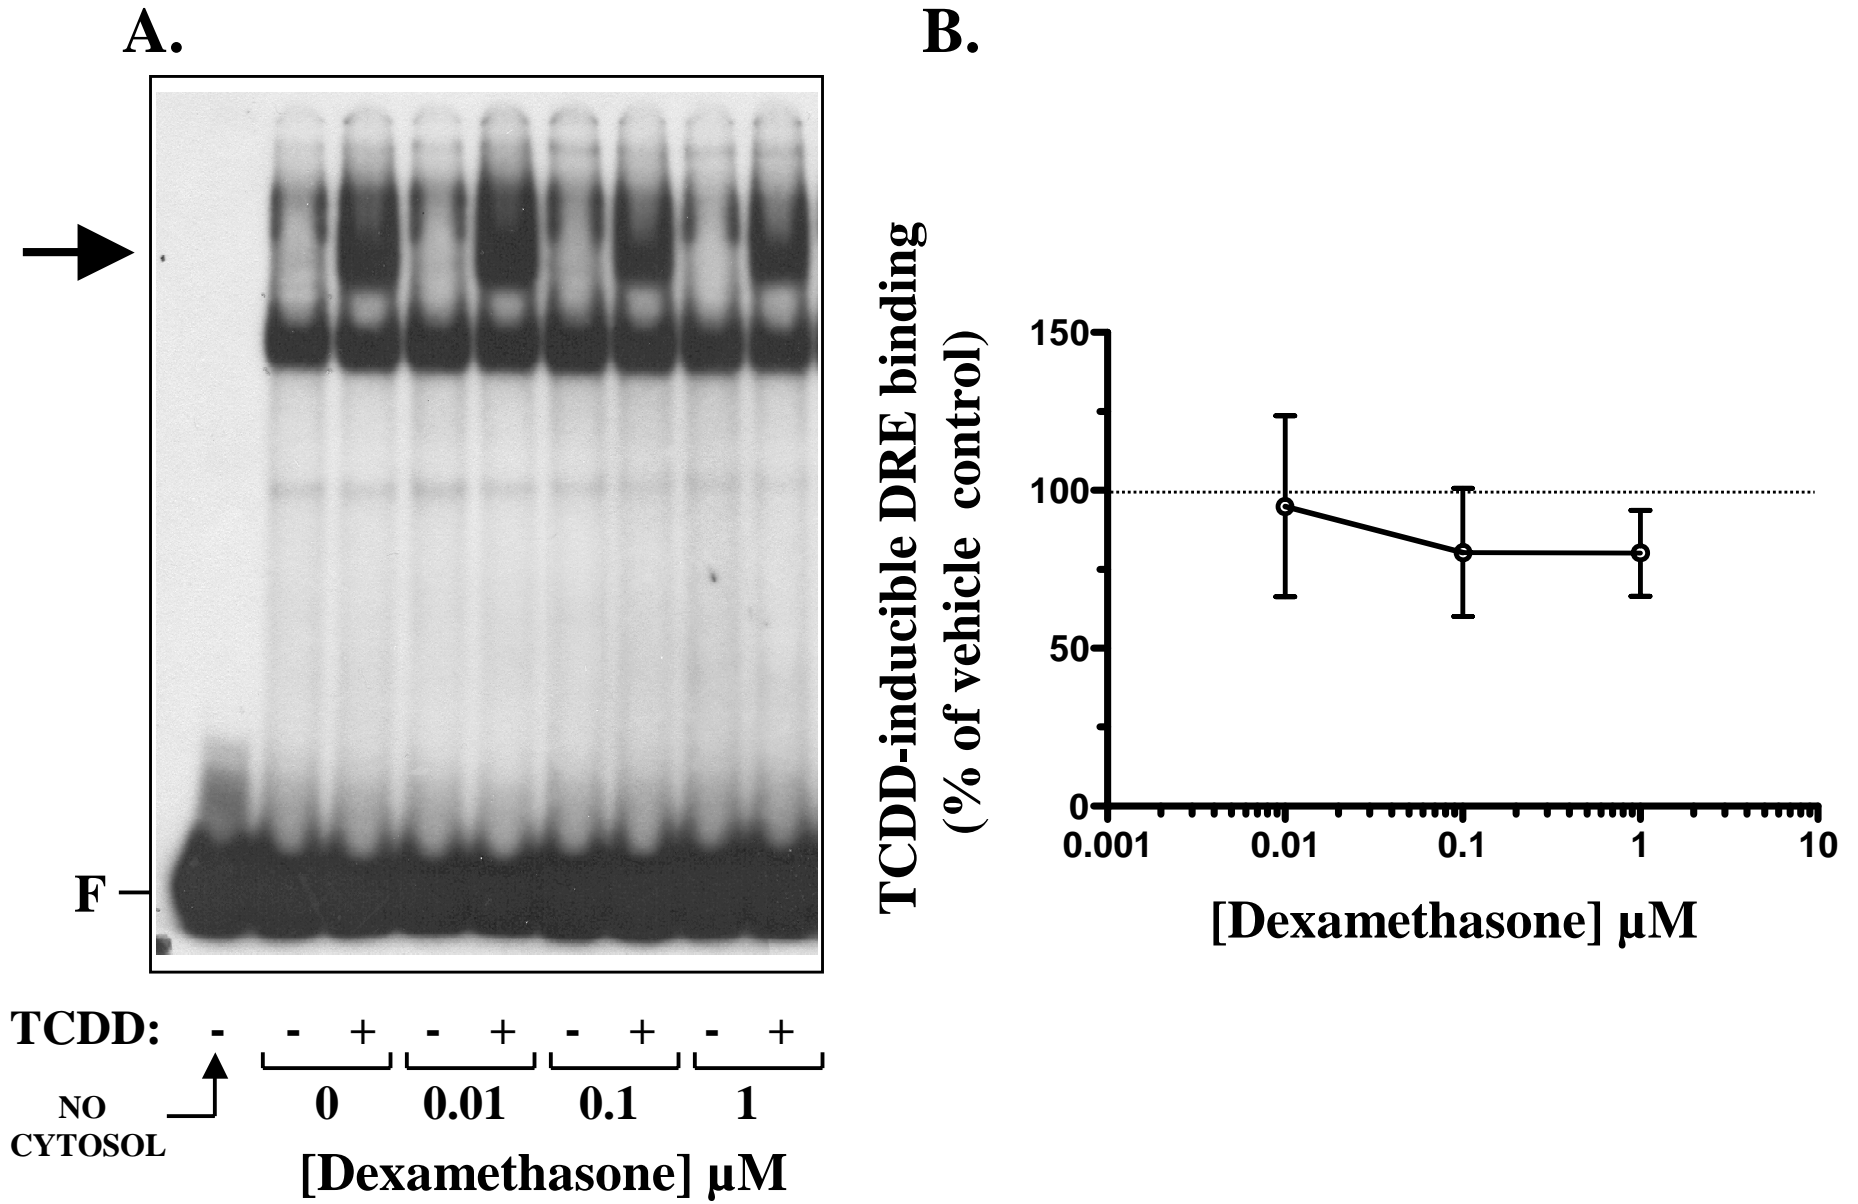 A.
F
TCDD: - - + - + - + - +
NO
CYTOSOL
0 0.01 0.1 1
[Dexamethasone] µM
B.
TCDD-inducible DRE binding
(% of vehicle control)
150
100
50
0
0.001 0.01 0.1 1 10
[Dexamethasone] µM